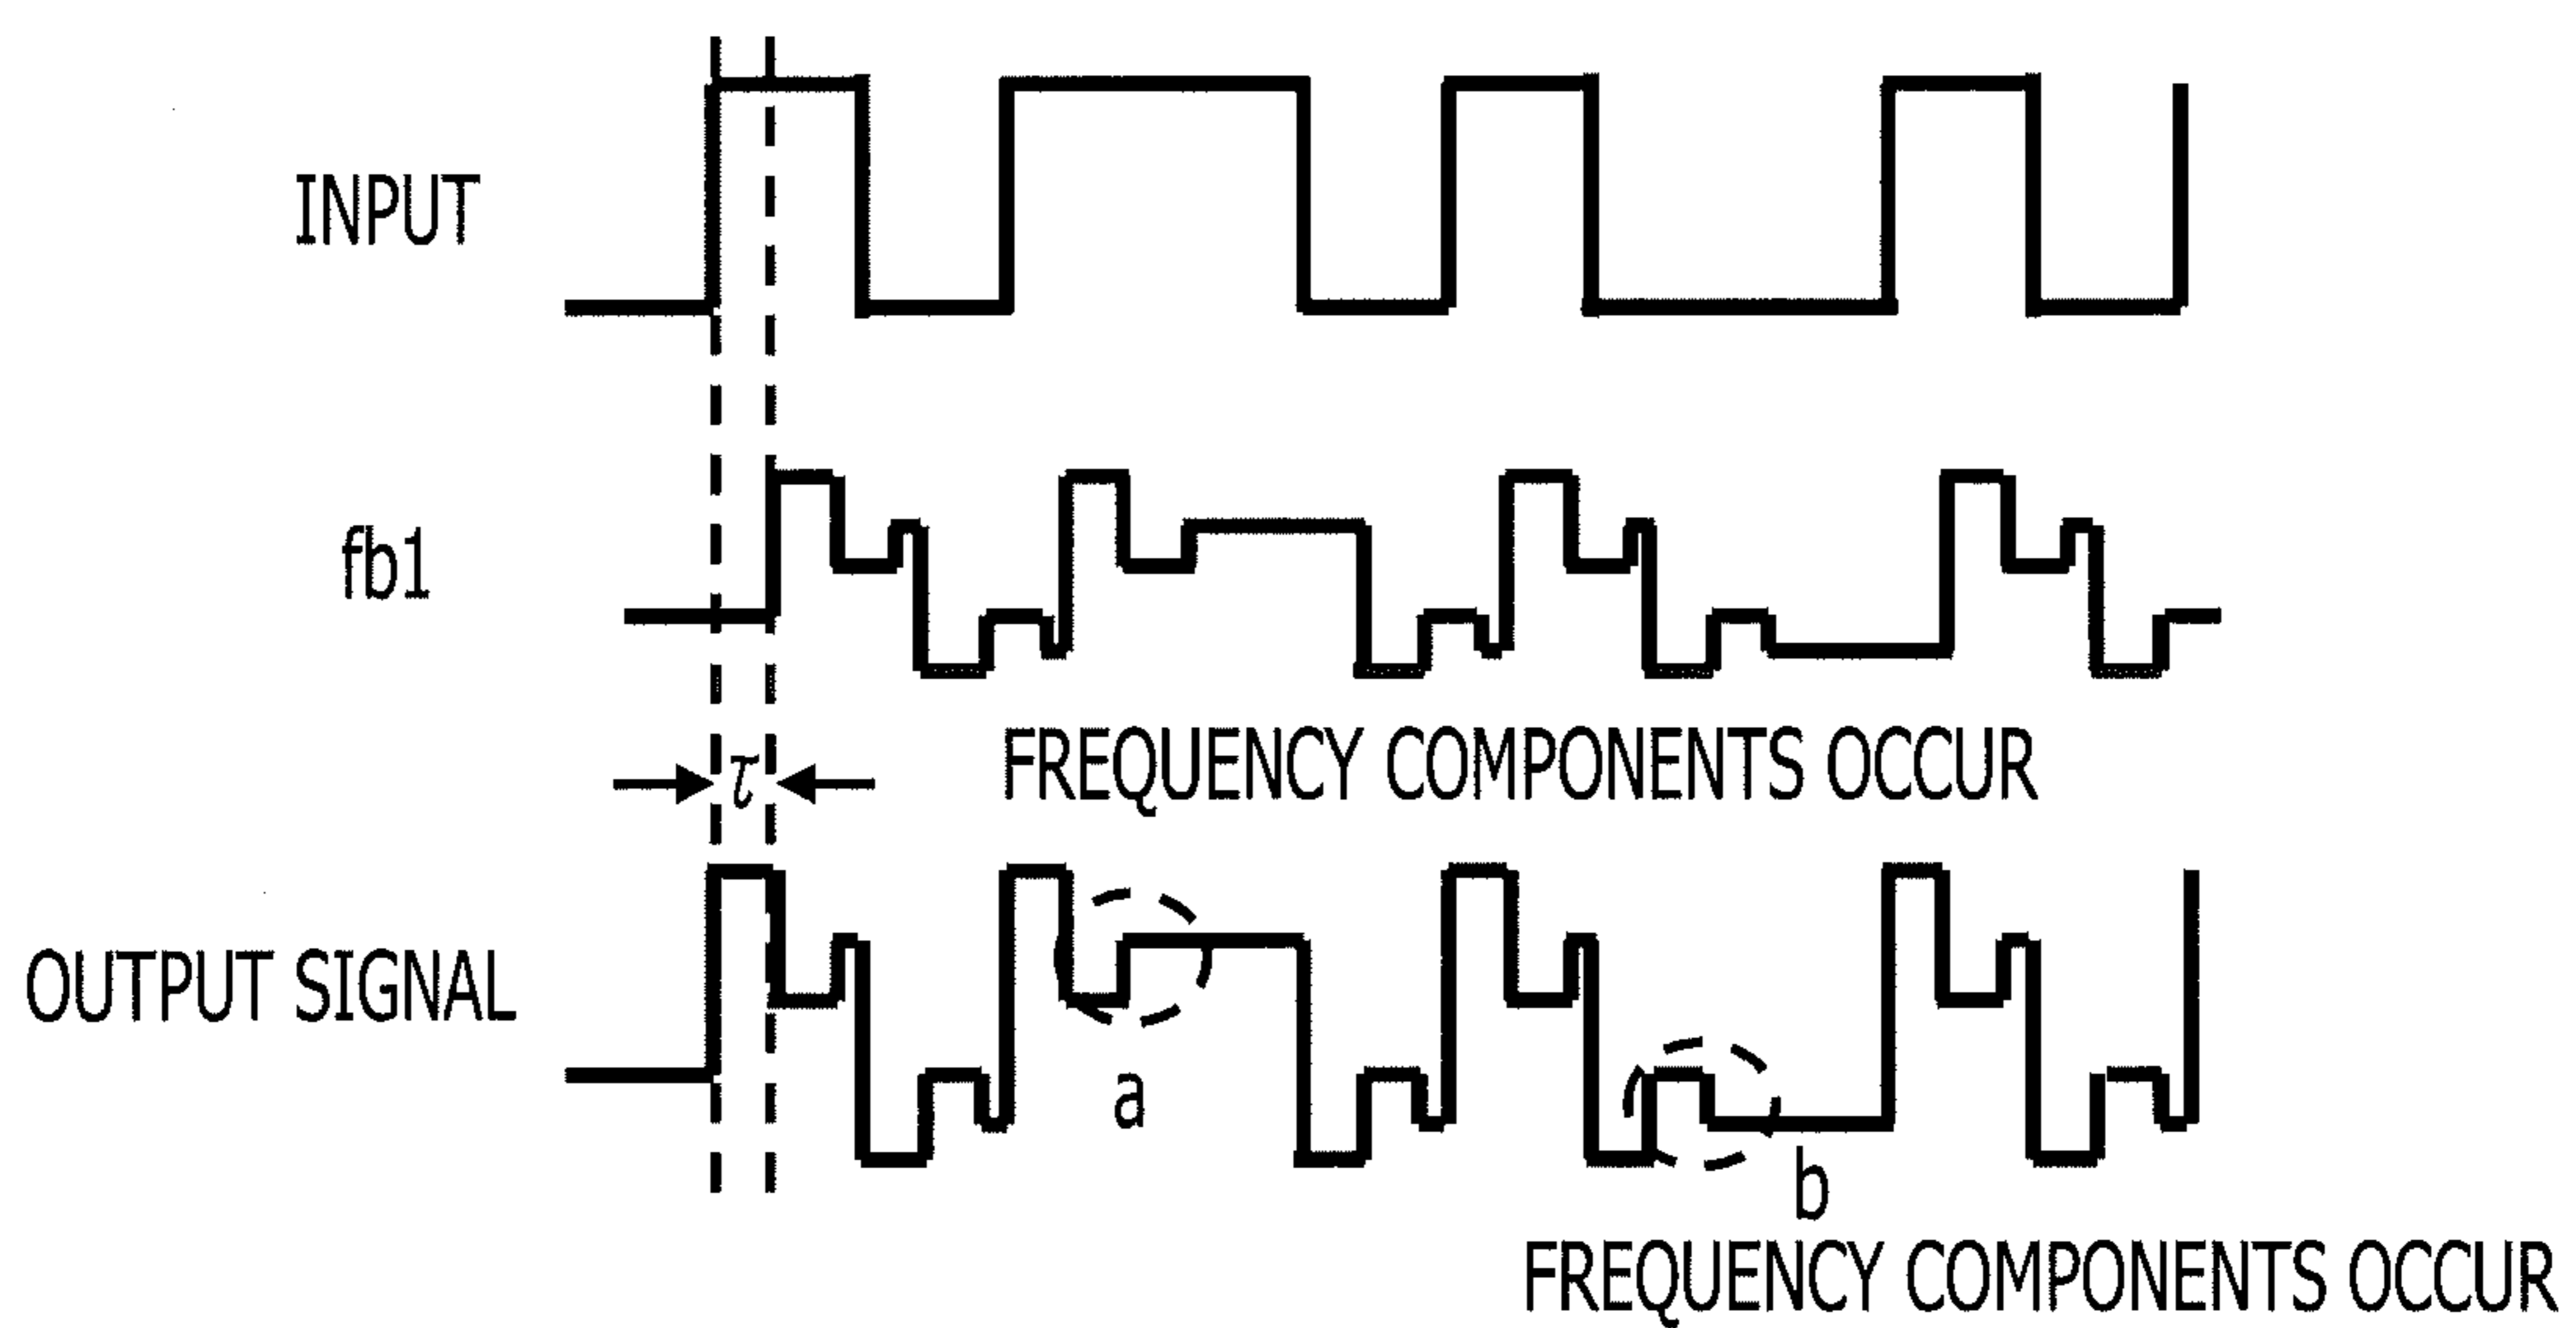 INPUT
fb1
τ
FREQUENCY COMPONENTS OCCUR
OUTPUT SIGNAL
a
b
FREQUENCY COMPONENTS OCCUR